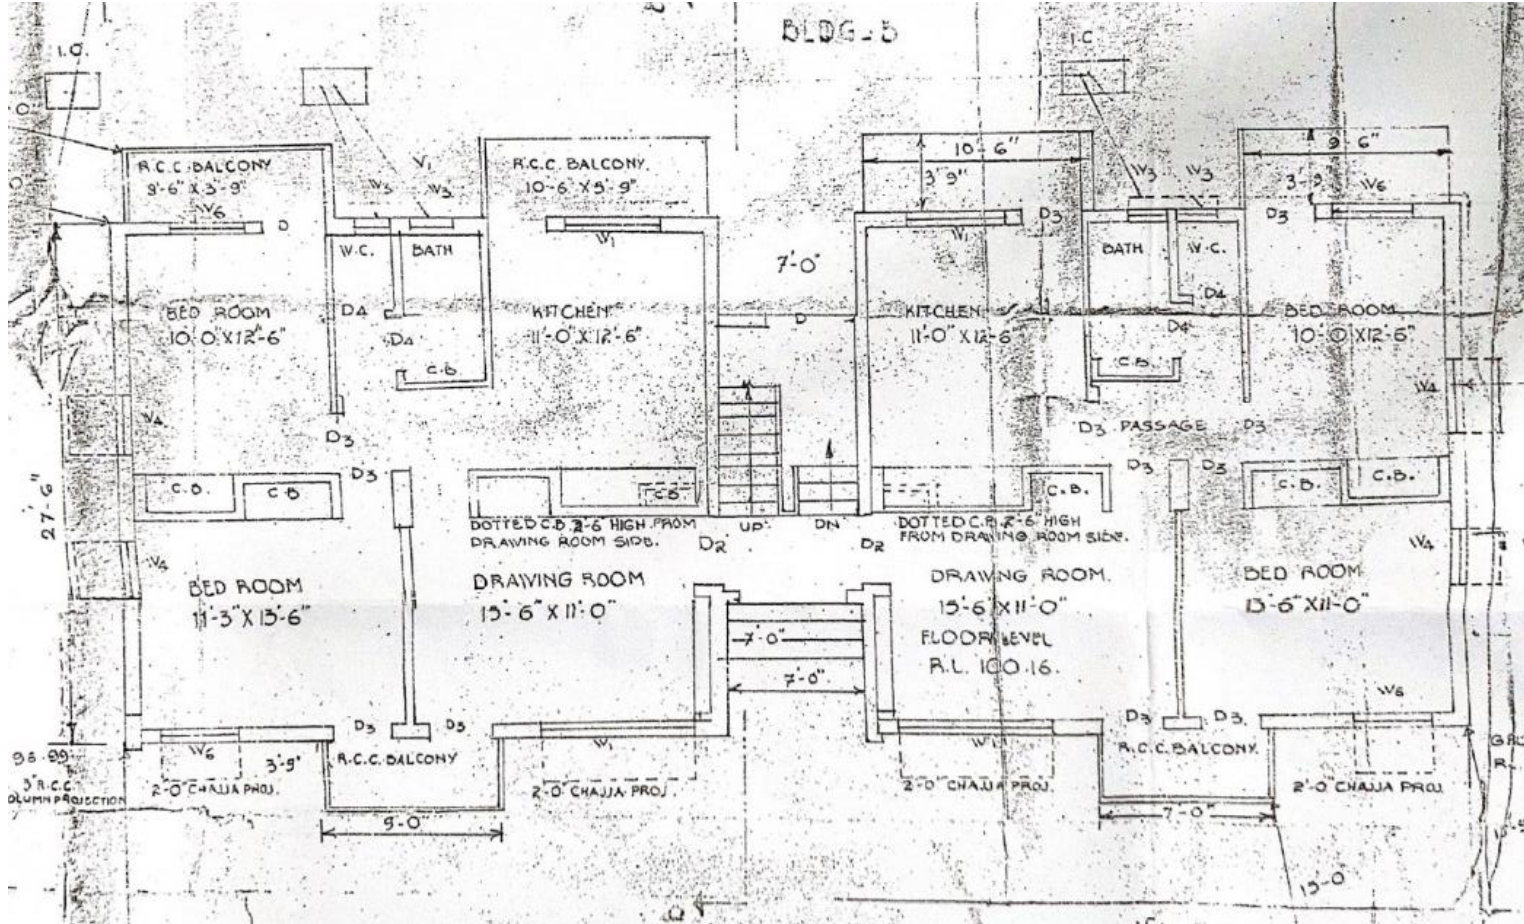 BLDG-B
I.C.
I.C
R.C.C. BALCONY
9'-6" X 3'-9"
W6
D
V1
W3
W3
R.C.C. BALCONY.
10-6" X 3'-9"
W1
10'-6"
3'-9"
D3
W1
W3
W3
9'-6"
3'-9
W6
D3
W.C.
BATH
7'-0"
BATH
W.C.
BED ROOM
10'-0" X 12'-6"
D4
D4
C.B
KITCHEN
11'-0" X 12'-6"
D
KITCHEN
11'-0" X 12'-6
D4
D4
C.B.
BED ROOM
10-0" X 12'-6"
W4
W4
D3
D3 PASSAGE D3
D3
D3
D3
C.B.
C.B
C.B
C.B.
C.B.
C.B.
27'-6"
DOTTED C.B. 2'-6" HIGH FROM
DRAWING ROOM SIDE.
UP
DN
DOTTED C.B. 2'-6" HIGH
FROM DRAWING ROOM SIDE.
D2
D2
W4
W4
BED ROOM
11'-3" X 13'-6"
DRAWING ROOM
15'-6" X 11'-0"
DRAWING ROOM.
15'-6" X 11'-0"
BED ROOM
13'-6" X 11'-0"
7'-0"
FLOOR LEVEL
R.L. 100.16.
7'-0"
W6
D3
D3
D3
D3
W6
3'-9"
R.C.C. BALCONY
W1
W1
R.C.C. BALCONY
98.99
3" R.C.C.
COLUMN PROJECTION
2'-0" CHAJJA PROJ.
2'-0" CHAJJA PROJ.
2'-0" CHAJJA PROJ.
2'-0" CHAJJA PROJ.
9'-0"
7'-0"
15'-0"